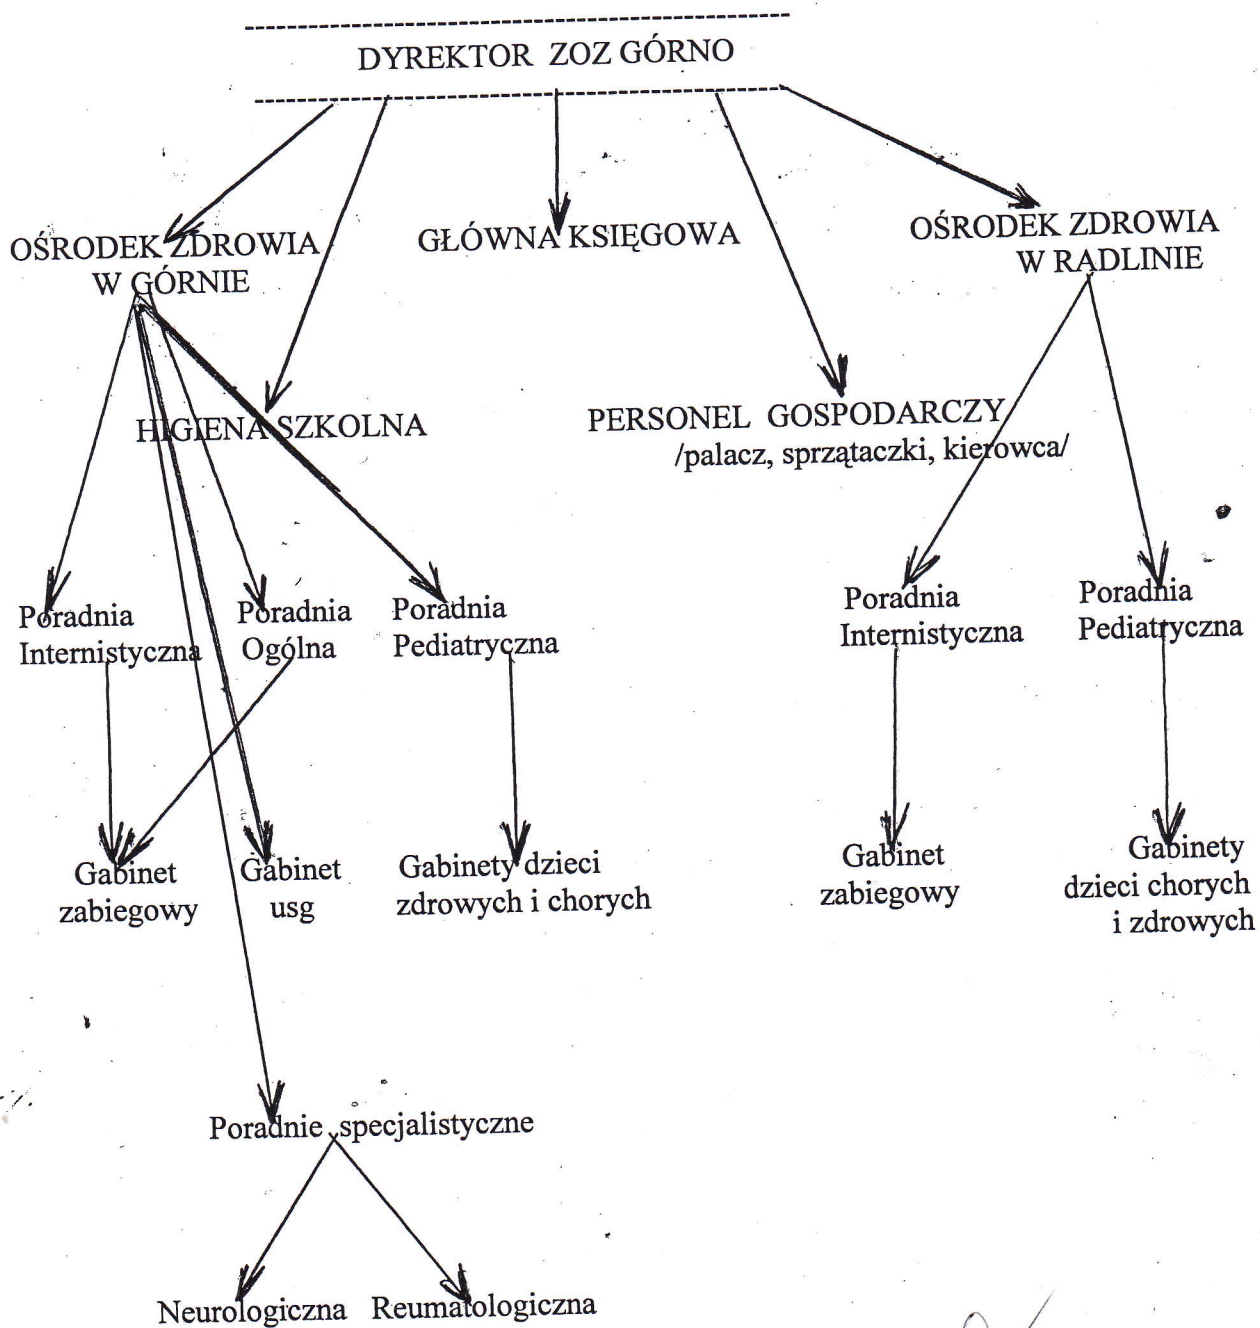 DYREKTOR ZOZ GÓRNO
OŚRODEK ZDROWIA
W GÓRNIE
GŁÓWNA KSIĘGOWA
OŚRODEK ZDROWIA
W RADLINIE
HIGIENA SZKOLNA
PERSONEL GOSPODARCZY
/palacz, sprzątaczki, kierowca/
Poradnia
Internistyczna
Poradnia
Ogólna
Poradnia
Pediatryczna
Poradnia
Internistyczna
Poradnia
Pediatryczna
Gabinet
zabiegowy
Gabinet
usg
Gabinety dzieci
zdrowych i chorych
Gabinet
zabiegowy
Gabinety
dzieci chorych
i zdrowych
Poradnie specjalistyczne
Neurologiczna
Reumatologiczna